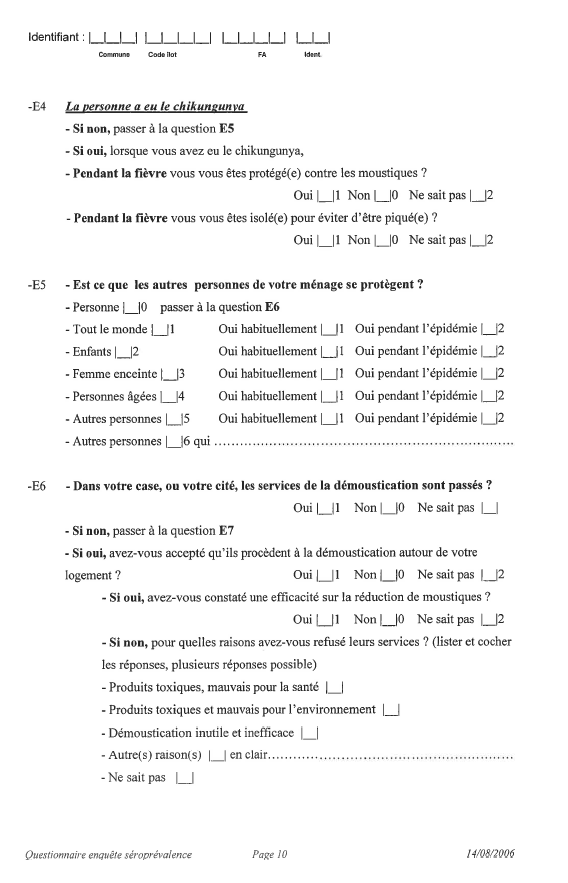 Identifiant : |__|__|__| |__|__|__|__| |__|__|__|__| |__|__|
Commune Code îlot FA Ident.
-E4 La personne a eu le chikungunya
- Si non, passer à la question E5
- Si oui, lorsque vous avez eu le chikungunya,
- Pendant la fièvre vous vous êtes protégé(e) contre les moustiques ?
Oui |__|1 Non |__|0 Ne sait pas |__|2
- Pendant la fièvre vous vous êtes isolé(e) pour éviter d'être piqué(e) ?
Oui |__|1 Non |__|0 Ne sait pas |__|2
-E5 - Est ce que les autres personnes de votre ménage se protègent ?
- Personne |__|0 passer à la question E6
- Tout le monde |__|1 Oui habituellement |__|1 Oui pendant l'épidémie |__|2
- Enfants |__|2 Oui habituellement |__|1 Oui pendant l'épidémie |__|2
- Femme enceinte |__|3 Oui habituellement |__|1 Oui pendant l'épidémie |__|2
- Personnes âgées |__|4 Oui habituellement |__|1 Oui pendant l'épidémie |__|2
- Autres personnes |__|5 Oui habituellement |__|1 Oui pendant l'épidémie |__|2
- Autres personnes |__|6 qui ……………………………………………………………
-E6 - Dans votre case, ou votre cité, les services de la démoustication sont passés ?
Oui |__|1 Non |__|0 Ne sait pas |__|
- Si non, passer à la question E7
- Si oui, avez-vous accepté qu'ils procèdent à la démoustication autour de votre
logement ? Oui |__|1 Non |__|0 Ne sait pas |__|2
- Si oui, avez-vous constaté une efficacité sur la réduction de moustiques ?
Oui |__|1 Non |__|0 Ne sait pas |__|2
- Si non, pour quelles raisons avez-vous refusé leurs services ? (lister et cocher
les réponses, plusieurs réponses possible)
- Produits toxiques, mauvais pour la santé |__|
- Produits toxiques et mauvais pour l'environnement |__|
- Démoustication inutile et inefficace |__|
- Autre(s) raison(s) |__| en clair……………………………………………………
- Ne sait pas |__|
Questionnaire enquête séroprévalence Page 10 14/08/2006